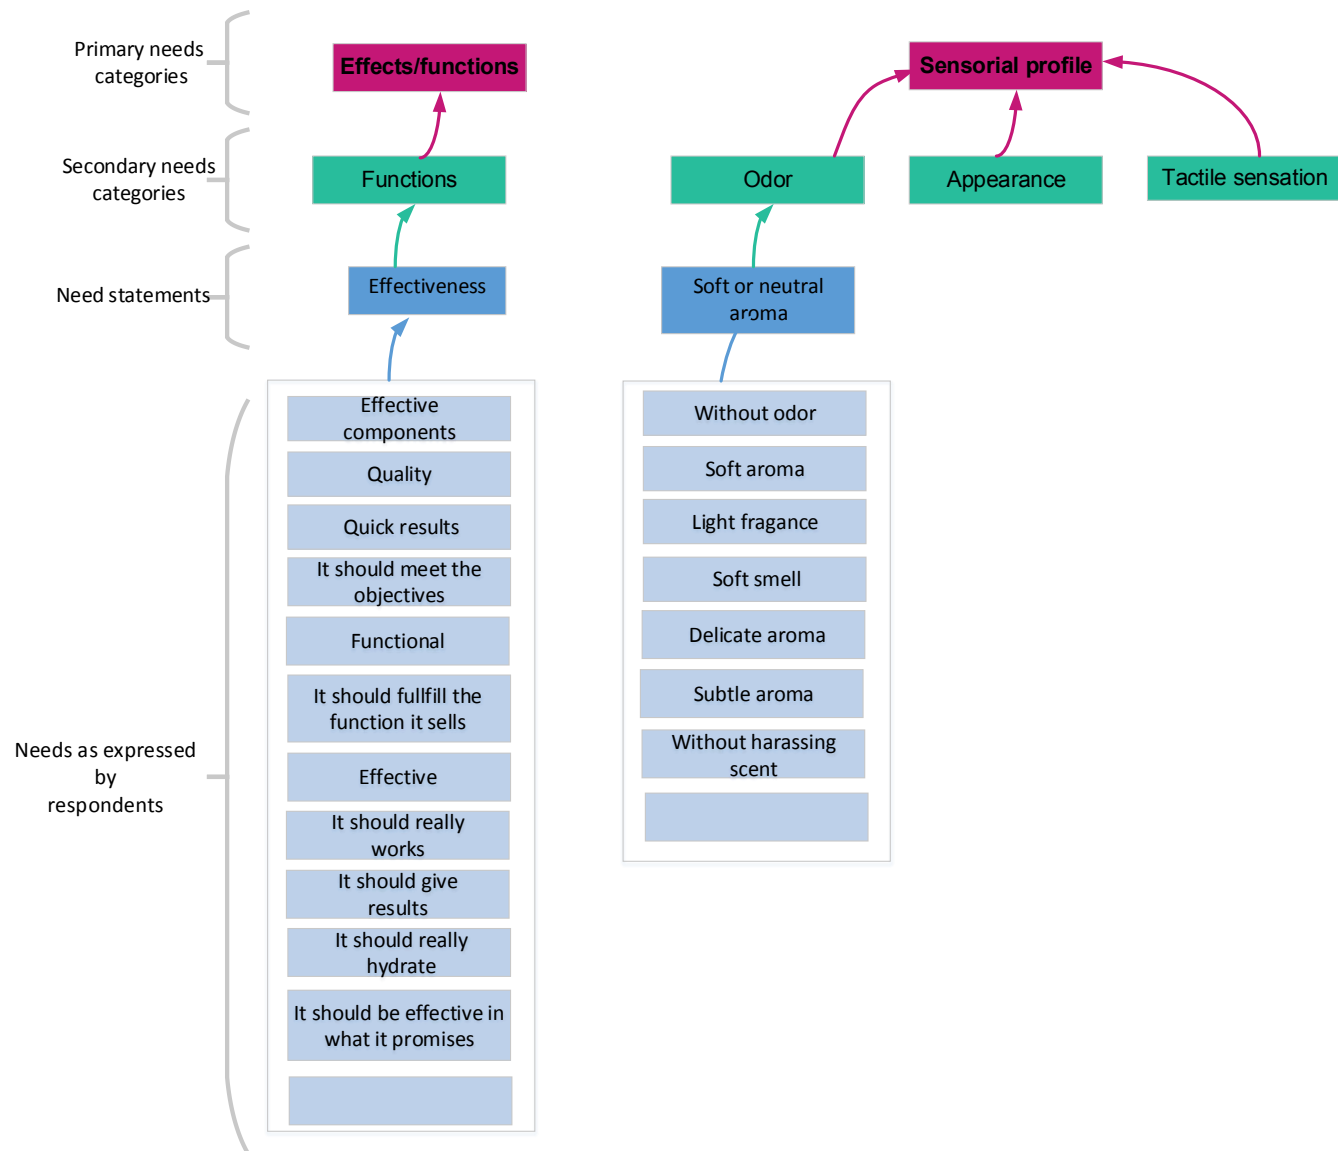 Primary needs
categories
Effects/functions
Sensorial profile
Secondary needs
categories
Functions
Odor
Appearance
Tactile sensation
Need statements
Effectiveness
Soft or neutral
aroma
Needs as expressed
by
respondents
Effective
components
Quality
Quick results
It should meet the
objectives
Functional
It should fullfill the
function it sells
Effective
It should really
works
It should give
results
It should really
hydrate
It should be effective in
what it promises
Without odor
Soft aroma
Light fragance
Soft smell
Delicate aroma
Subtle aroma
Without harassing
scent